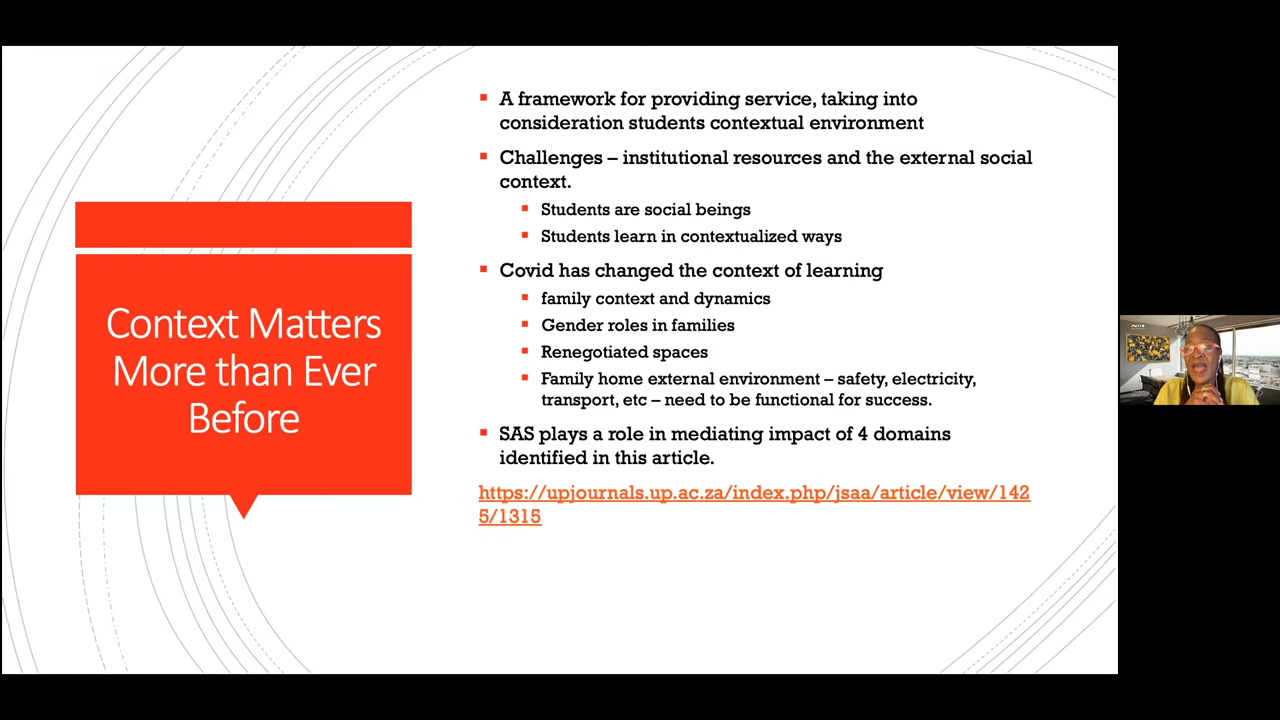 Context Matters
More than Ever
Before
A framework for providing service, taking into
consideration students contextual environment
Challenges – institutional resources and the external social
context.
Students are social beings
Students learn in contextualized ways
Covid has changed the context of learning
family context and dynamics
Gender roles in families
Renegotiated spaces
Family home external environment – safety, electricity,
transport, etc – need to be functional for success.
SAS plays a role in mediating impact of 4 domains
identified in this article.
https://upjournals.up.ac.za/index.php/jsaa/article/view/142
5/1315